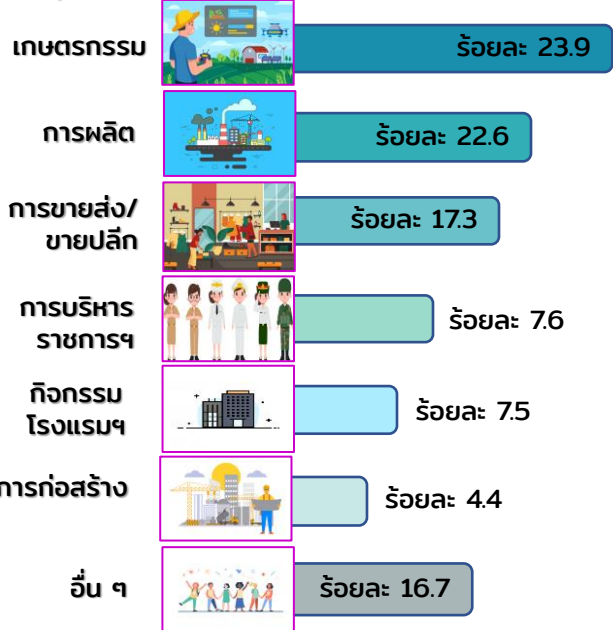 เกษตรกรรม
ร้อยละ 23.9
การผลิต
ร้อยละ 22.6
การขายส่ง/
ขายปลีก
ร้อยละ 17.3
การบริหาร
ราชการฯ
ร้อยละ 7.6
กิจกรรม
โรงแรมฯ
ร้อยละ 7.5
การก่อสร้าง
ร้อยละ 4.4
อื่น ๆ
ร้อยละ 16.7